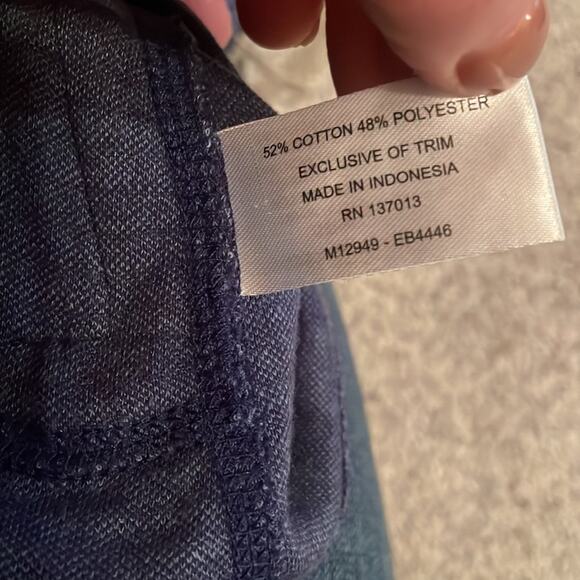 52% COTTON 48% POLYESTER
EXCLUSIVE OF TRIM
MADE IN INDONESIA
RN 137013
M12949 - EB4446